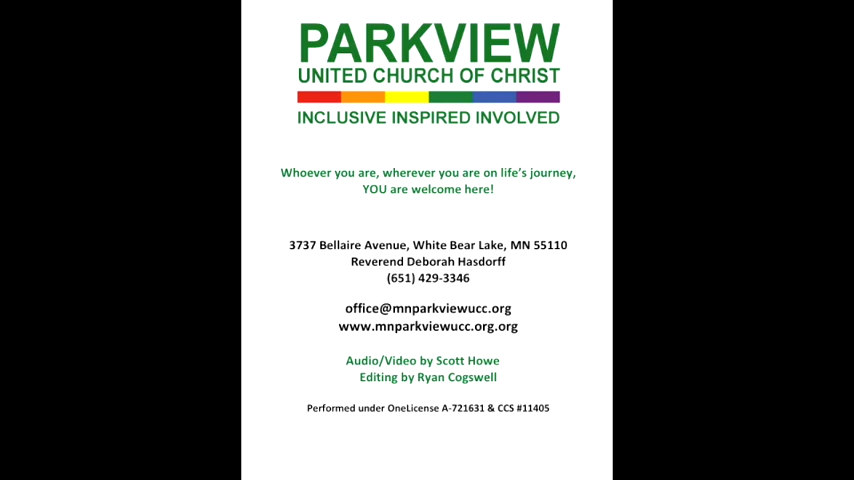 PARKVIEW
UNITED CHURCH OF CHRIST
INCLUSIVE INSPIRED INVOLVED
Whoever you are, wherever you are on life's journey,
YOU are welcome here!
3737 Bellaire Avenue, White Bear Lake, MN 55110
Reverend Deborah Hasdorff
(651) 429-3346
office@mnparkviewucc.org
www.mnparkviewucc.org.org
Audio/Video by Scott Howe
Editing by Ryan Cogswell
Performed under OneLicense A-721631 & CCS #11405